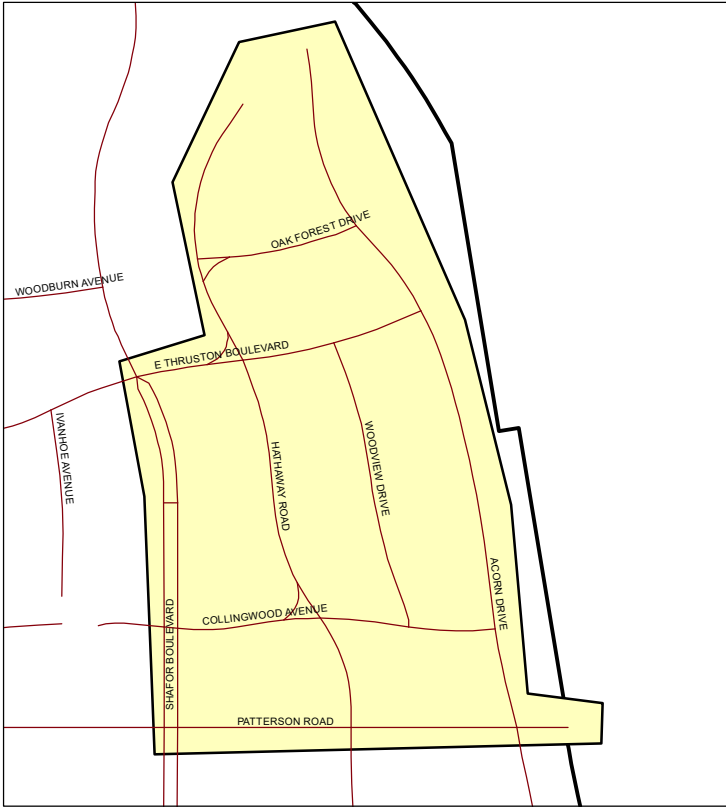 OAK FOREST DRIVE
WOODBURN AVENUE
E THRUSTON BOULEVARD
IVANHOE AVENUE
HATHAWAY ROAD
WOODVIEW DRIVE
ACORN DRIVE
SHAFOR BOULEVARD
COLLINGWOOD AVENUE
PATTERSON ROAD